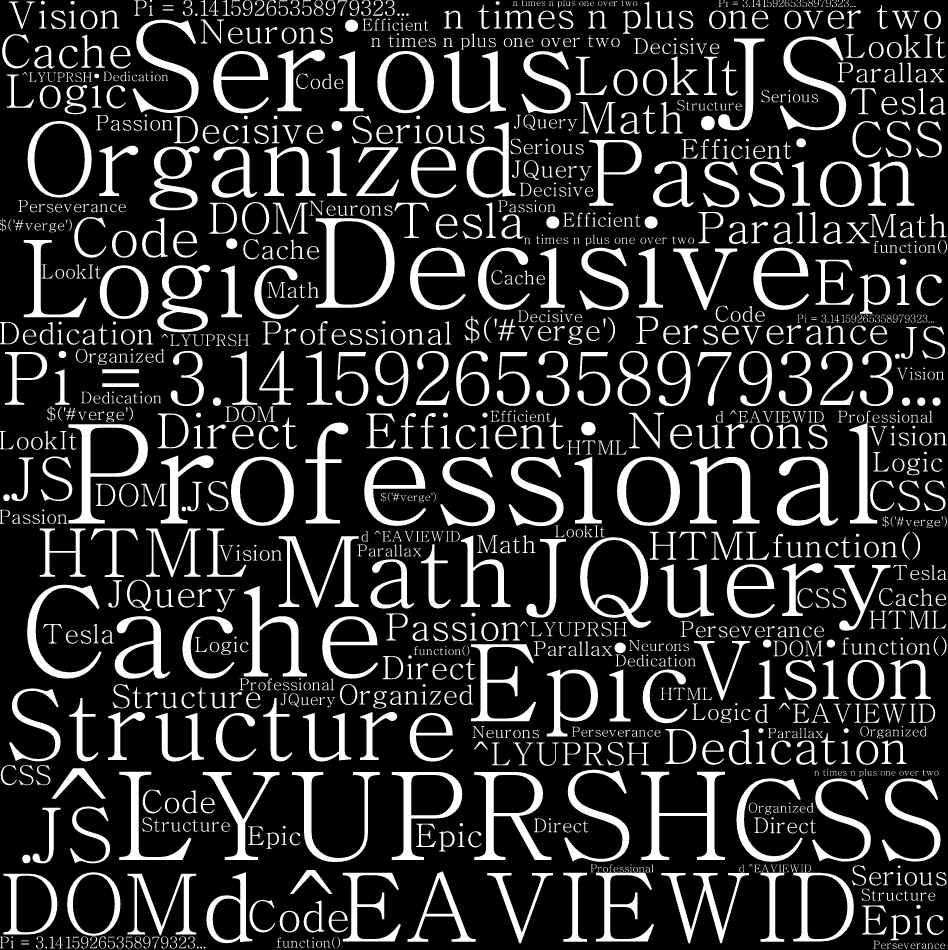 Vision
Pi = 3.14159265358979323...
n times n plus one over two
Pi = 3.14159265358979323...
n times n plus one over two
Cache
Neurons
•Efficient
n times n plus one over two
Decisive
LookIt
^LYUPRSH•
Dedication
Serious
Code
LookIt
.JS
Parallax
Logic
Structure
Serious
Tesla
Passion
Decisive
Serious
JQuery
Math
CSS
Organized
Serious
Efficient
JQuery
Passion
Decisive
Perseverance
DOM
Neurons
Tesla
Passion
•Efficient•
Parallax
Math
$('#verge')
Code
Cache
n times n plus one over two
function()
LookIt
Logic
Math
Decisive
Cache
Epic
Dedication
^LYUPRSH
Professional
Decisive
$('#verge')
Perseverance
Code
Pi = 3.14159265358979323...
.JS
Organized
Pi = 3.14159265358979323...
Vision
Dedication
$('#verge')
DOM
Direct
Efficient
Efficient
HTML
Neurons
d ^EAVIEWID
Professional
LookIt
Vision
.JS
Professional
Logic
DOM
.JS
$('#verge')
CSS
Passion
$('#verge')
HTML
Vision
Math
d ^EAVIEWID
Parallax
Math
LookIt
JQuery
HTML
function()
Tesla
JQuery
CSS
Cache
Cache
HTML
Tesla
Logic
Passion
^LYUPRSH
Perseverance
function()
Direct
Parallax
Neurons
Dedication
Vision
DOM
function()
Structure
Professional
JQuery
Organized
Epic
HTML
Logic
d ^EAVIEWID
Structure
Neurons
Perseverance
^LYUPRSH
Dedication
Parallax
Organized
CSS
n times n plus one over two
.JS
^LYUPRSH
Code
Structure
Epic
Epic
Direct
CSS
Organized
Direct
Professional
d ^EAVIEWID
DOM
d ^EAVIEWID
Code
Serious
Structure
Epic
Pi = 3.14159265358979323...
function()
Perseverance